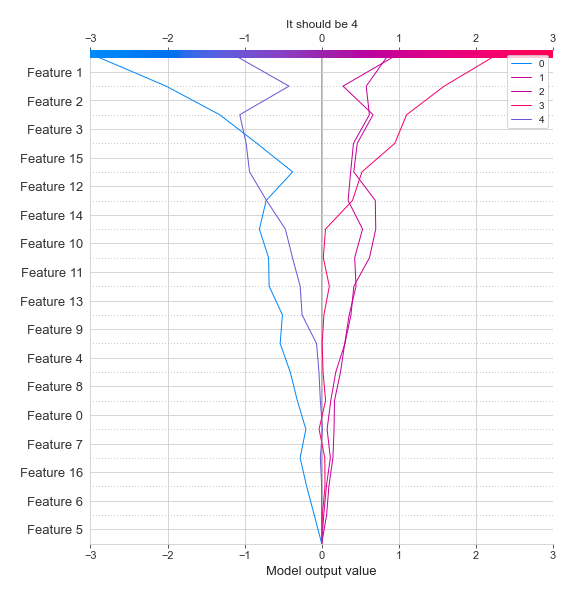 It should be 4
−3 −2 −1 0 1 2 3
0
1
2
3
4
Feature 1
Feature 2
Feature 3
Feature 15
Feature 12
Feature 14
Feature 10
Feature 11
Feature 13
Feature 9
Feature 4
Feature 8
Feature 0
Feature 7
Feature 16
Feature 6
Feature 5
−3 −2 −1 0 1 2 3
Model output value